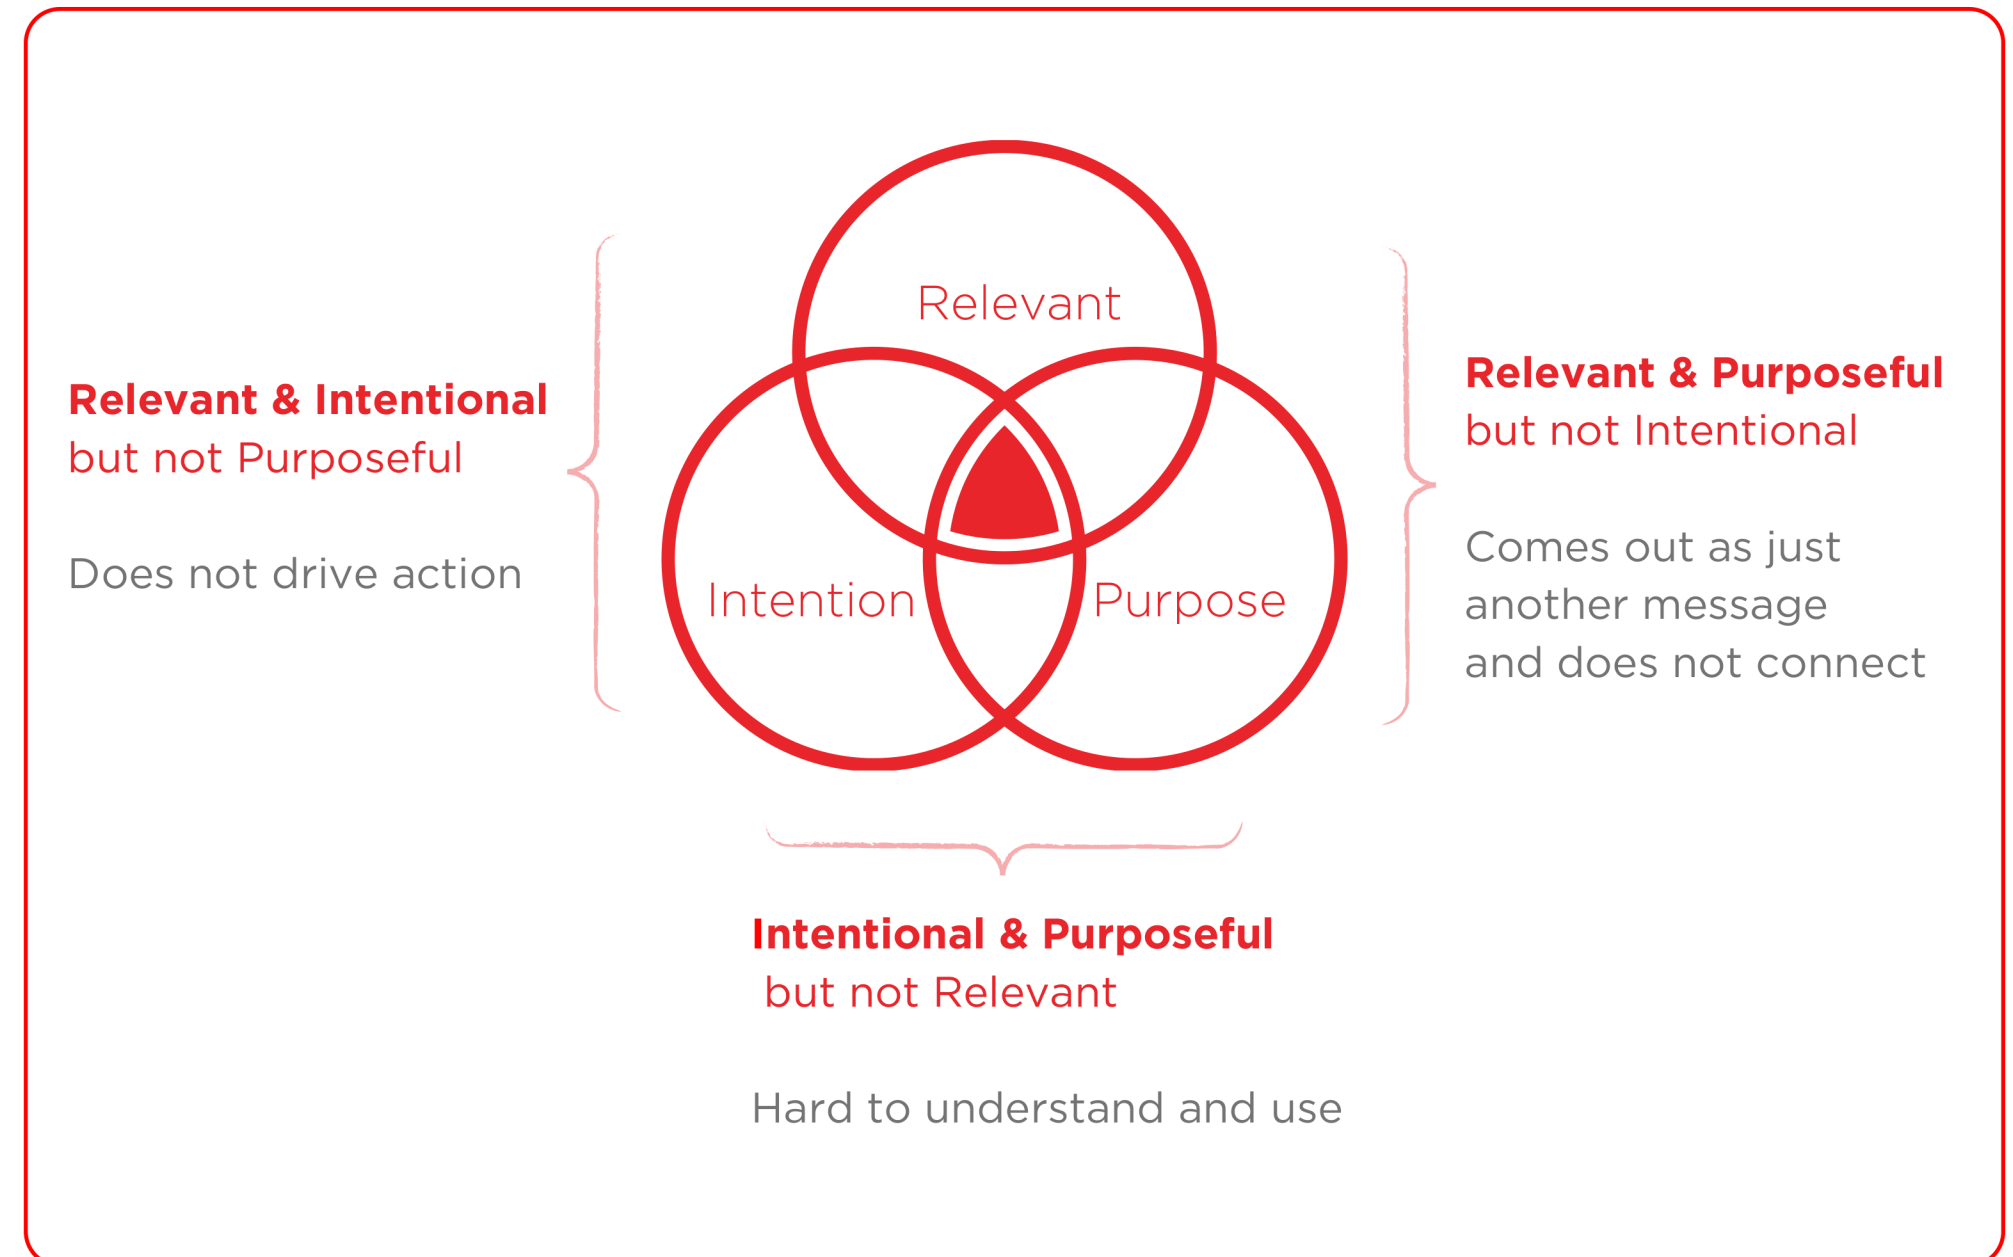 Relevant
Intention
Purpose
Relevant & Intentional
but not Purposeful
Does not drive action
Relevant & Purposeful
but not Intentional
Comes out as just
another message
and does not connect
Intentional & Purposeful
but not Relevant
Hard to understand and use